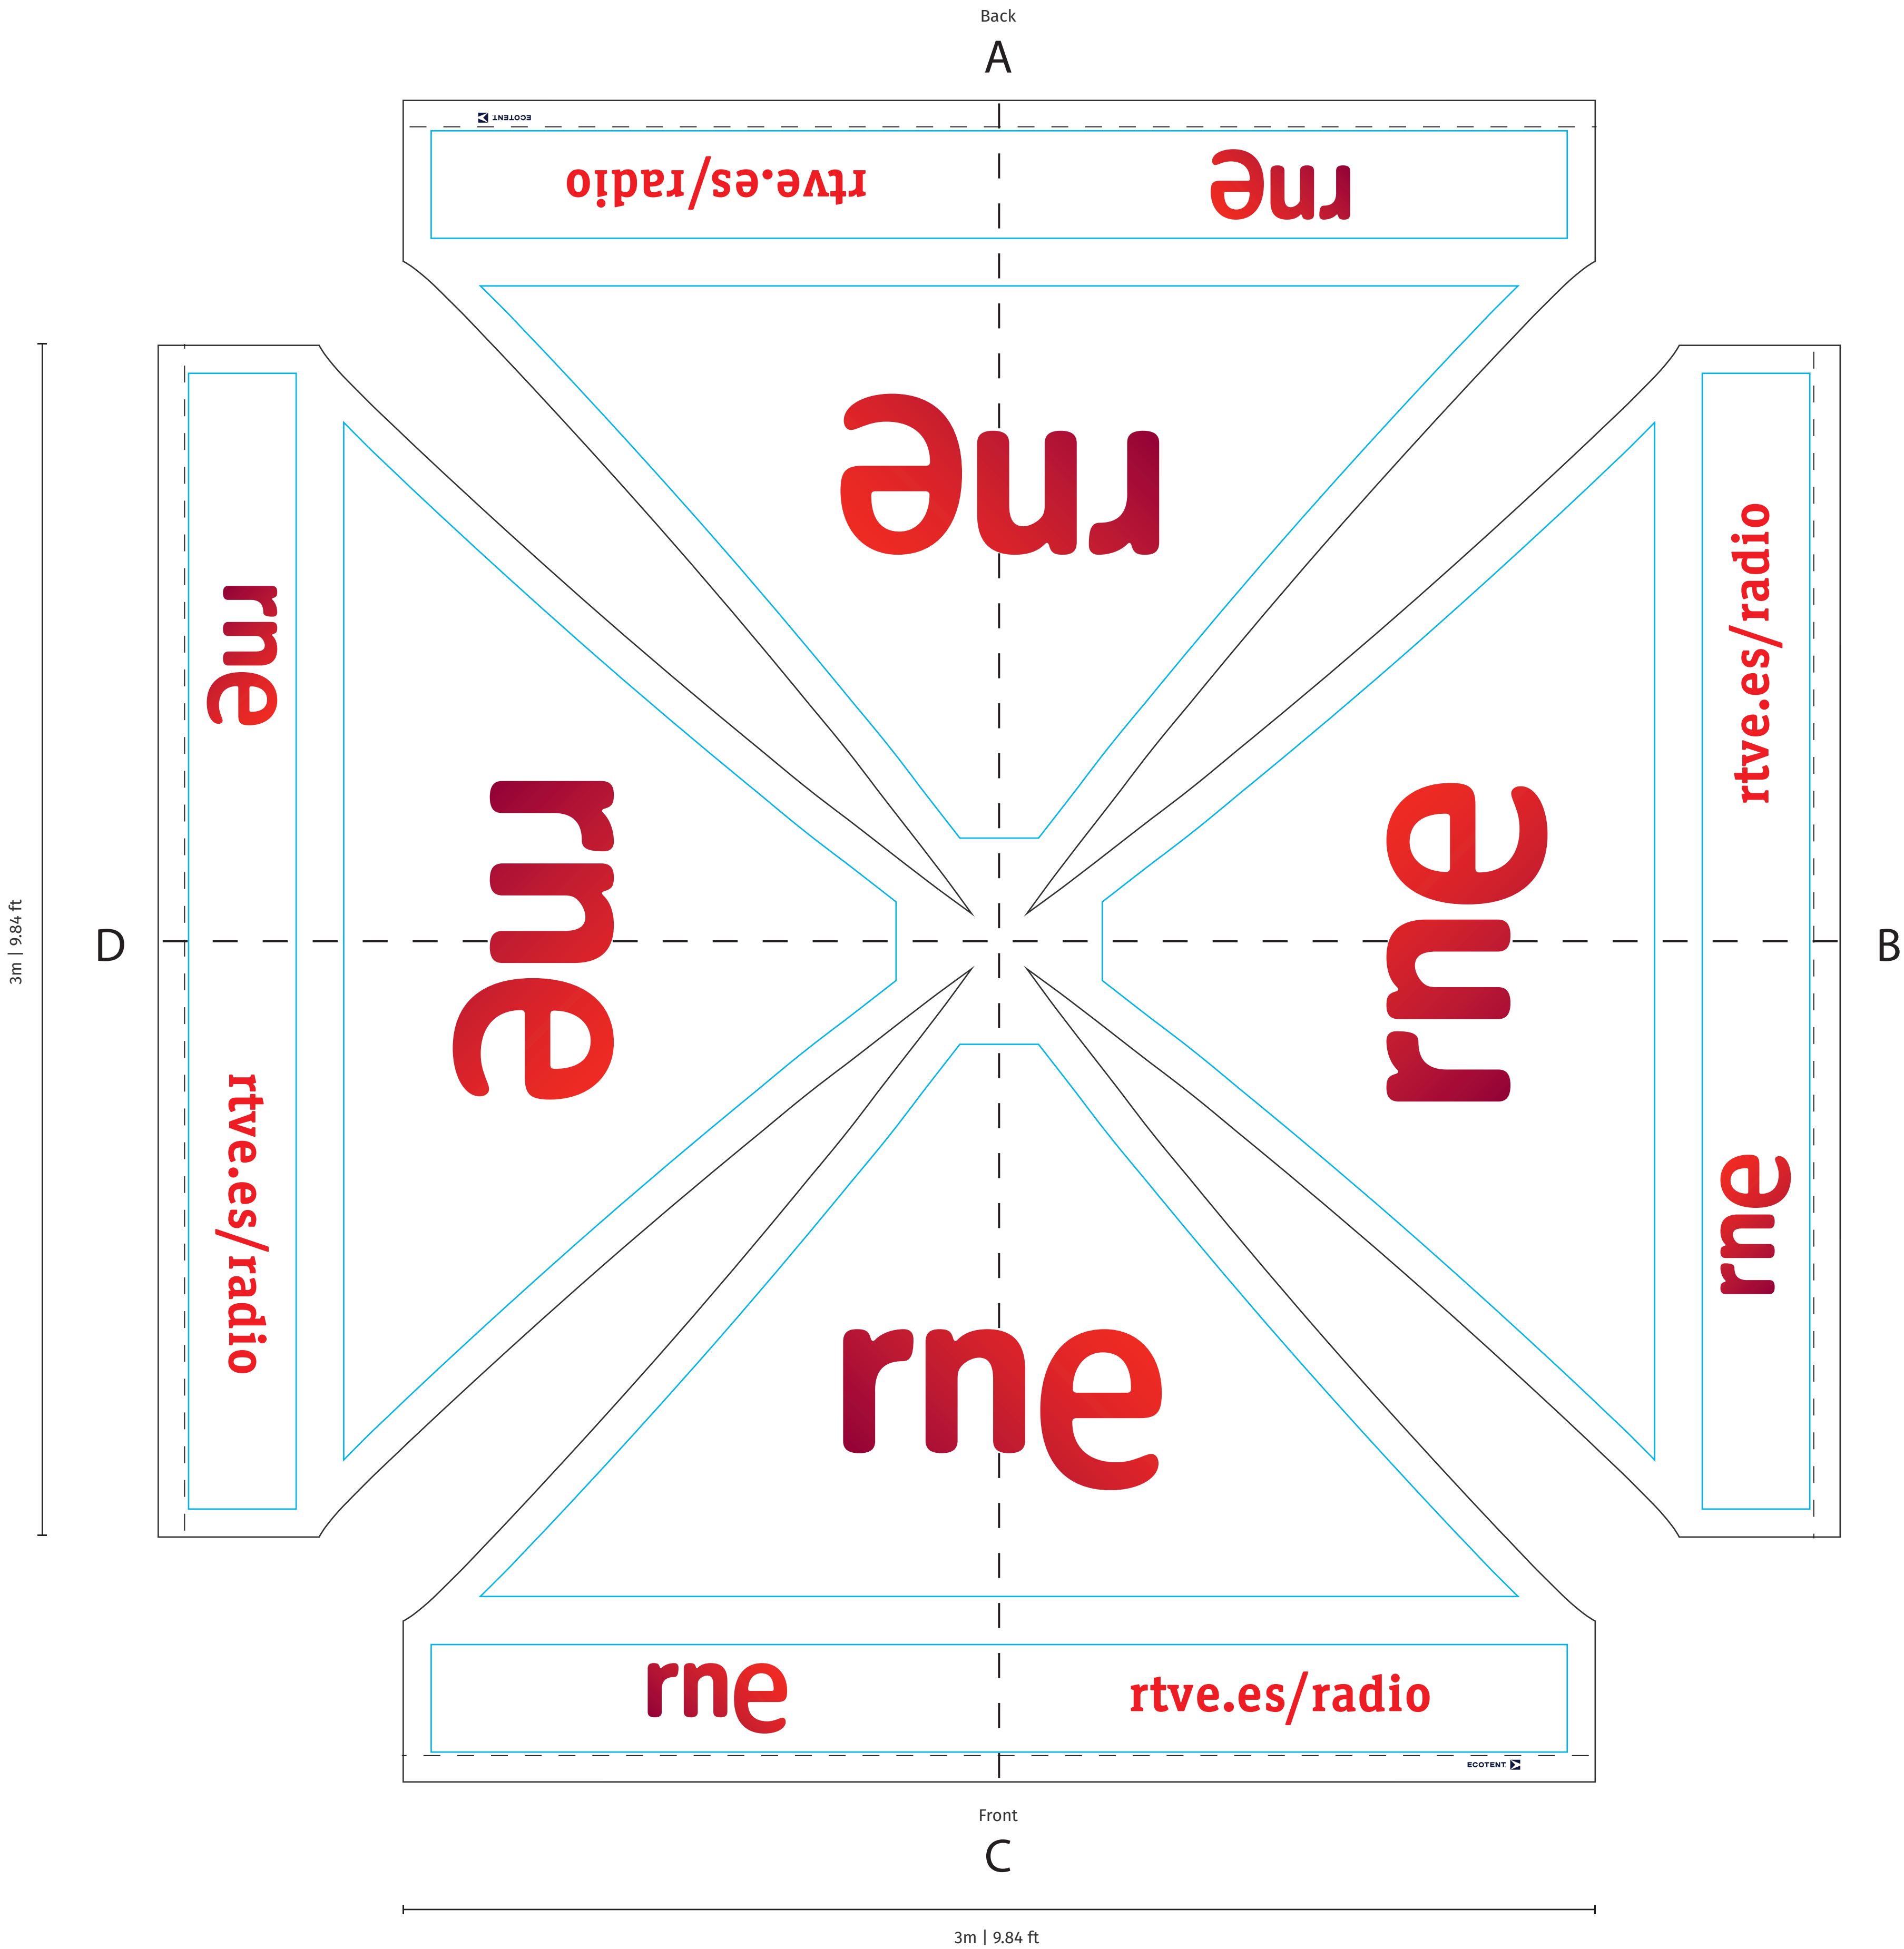 Back
A
ECOTENT
rtve.es/radio
rne
rne
rne
rtve.es/radio
rne
rne
rtve.es/radio
rne
D
B
3m | 9.84 ft
rne
rne
rtve.es/radio
ECOTENT
Front
C
3m | 9.84 ft